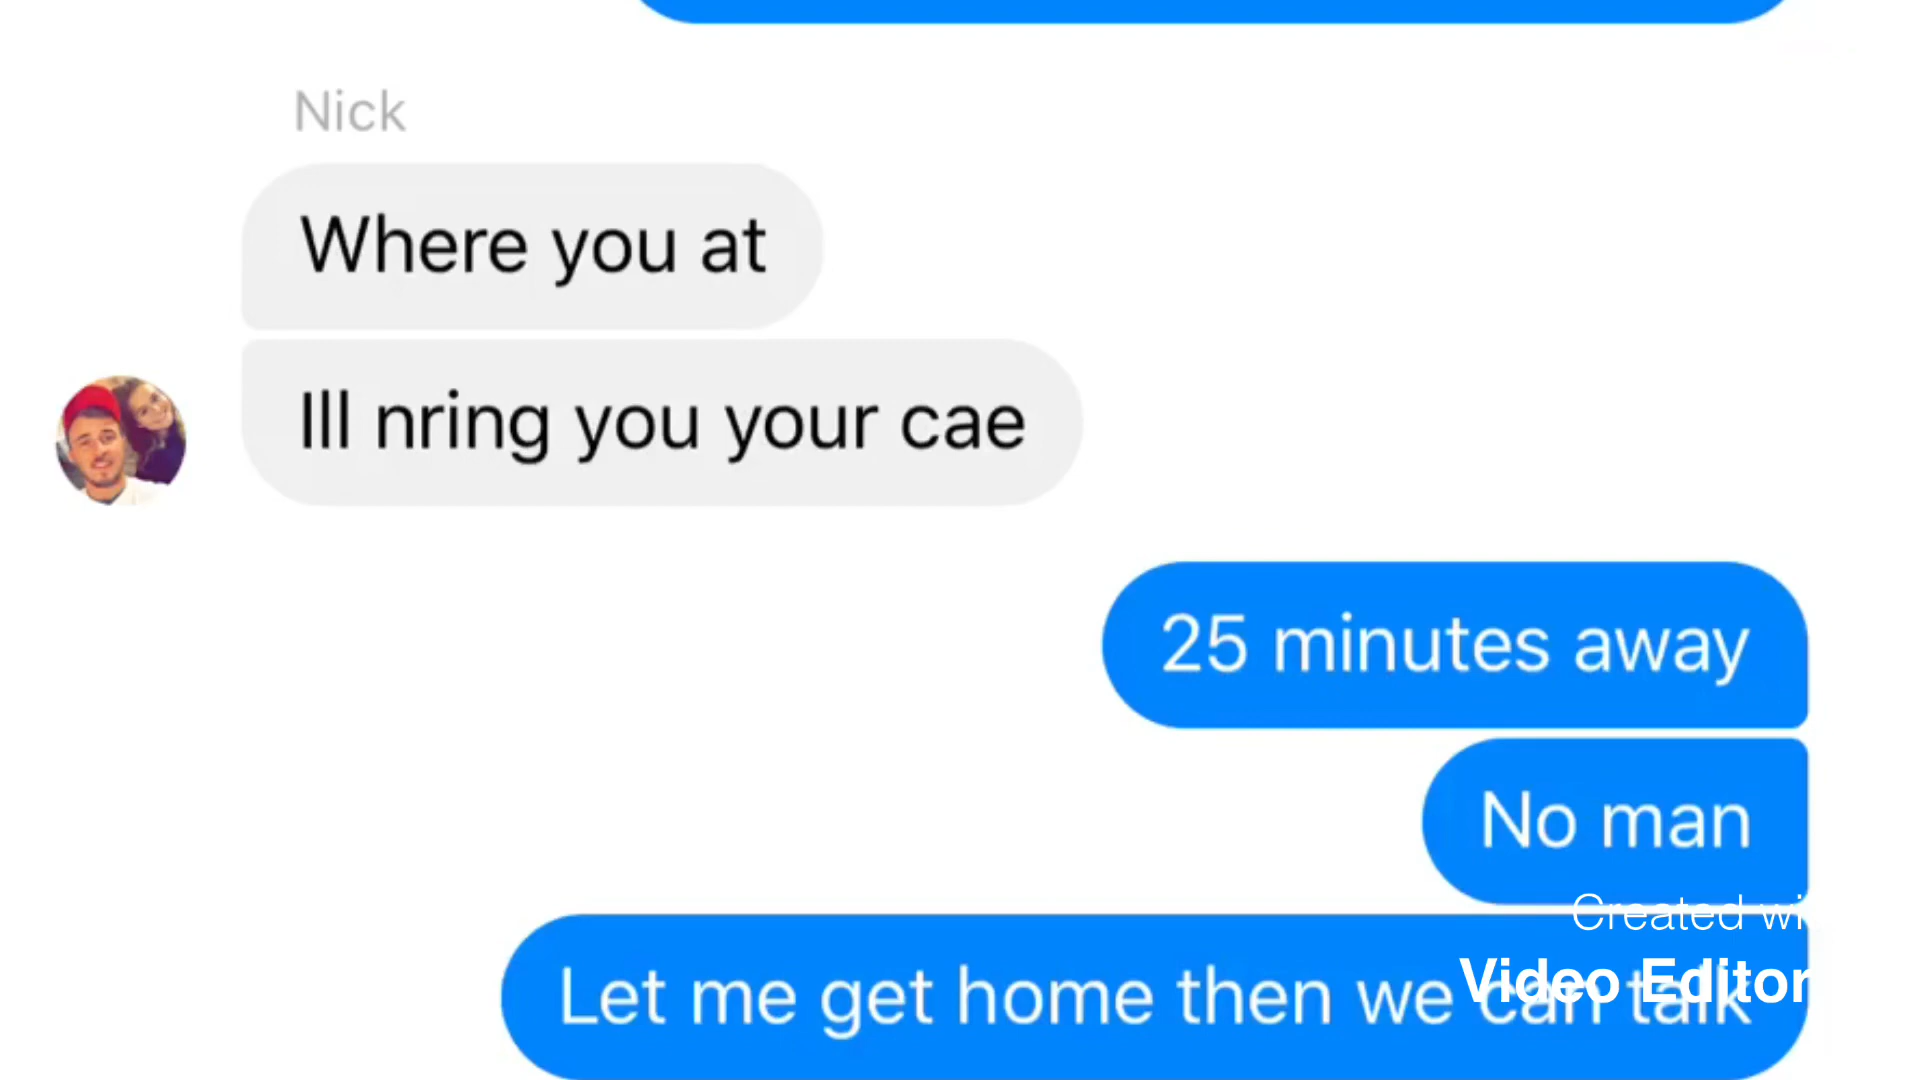 Nick
Where you at
Ill nring you your cae
25 minutes away
No man
Created wi
Let me get home then we can talk
Video Editor